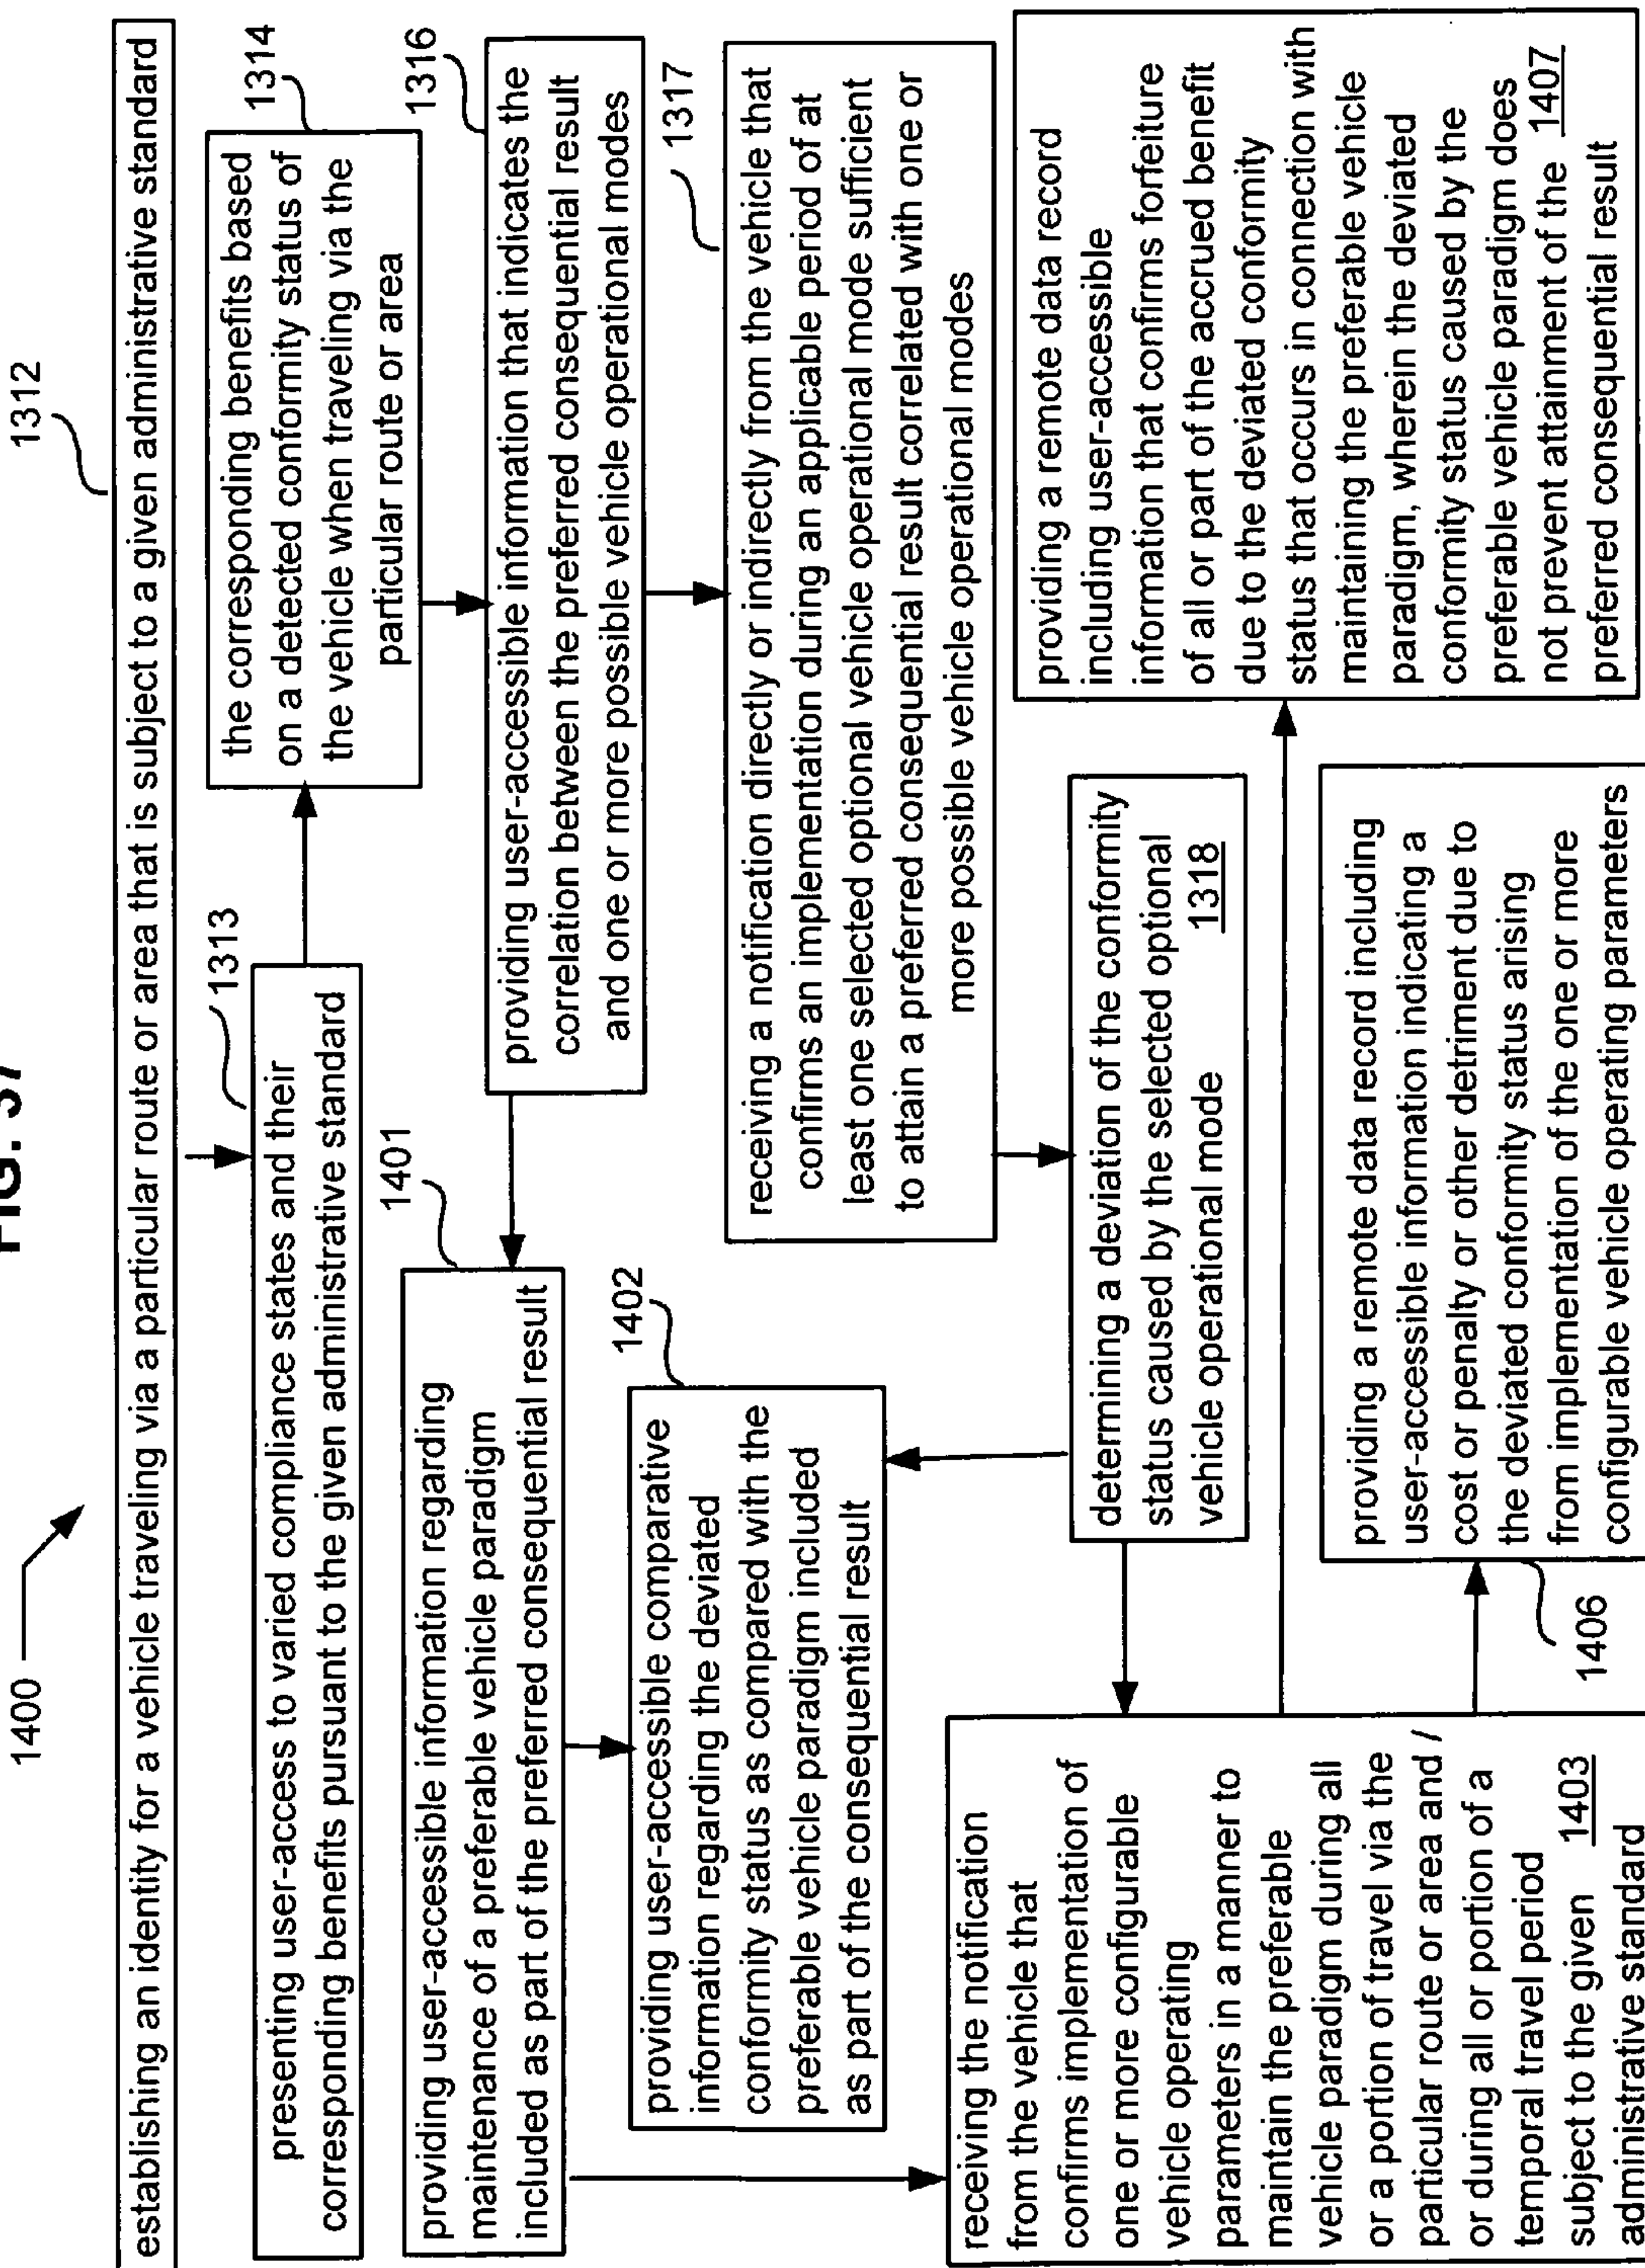 FIG. 37
1400
1312
establishing an identity for a vehicle traveling via a particular route or area that is subject to a given administrative standard
1313
presenting user-access to varied compliance states and their
corresponding benefits pursuant to the given administrative standard
1314
the corresponding benefits based
on a detected conformity status of
the vehicle when traveling via the
particular route or area
1316
providing user-accessible information that indicates the
correlation between the preferred consequential result
and one or more possible vehicle operational modes
1401
providing user-accessible information regarding
maintenance of a preferable vehicle paradigm
included as part of the preferred consequential result
1317
receiving a notification directly or indirectly from the vehicle that
confirms an implementation during an applicable period of at
least one selected optional vehicle operational mode sufficient
to attain a preferred consequential result correlated with one or
more possible vehicle operational modes
1402
providing user-accessible comparative
information regarding the deviated
conformity status as compared with the
preferable vehicle paradigm included
as part of the consequential result
determining a deviation of the conformity
status caused by the selected optional
vehicle operational mode 1318
receiving the notification
from the vehicle that
confirms implementation of
one or more configurable
vehicle operating
parameters in a manner to
maintain the preferable
vehicle paradigm during all
or a portion of travel via the
particular route or area and /
or during all or portion of a
temporal travel period
subject to the given 1403
administrative standard
1406
providing a remote data record including
user-accessible information indicating a
cost or penalty or other detriment due to
the deviated conformity status arising
from implementation of the one or more
configurable vehicle operating parameters
providing a remote data record
including user-accessible
information that confirms forfeiture
of all or part of the accrued benefit
due to the deviated conformity
status that occurs in connection with
maintaining the preferable vehicle
paradigm, wherein the deviated
conformity status caused by the
preferable vehicle paradigm does
not prevent attainment of the 1407
preferred consequential result